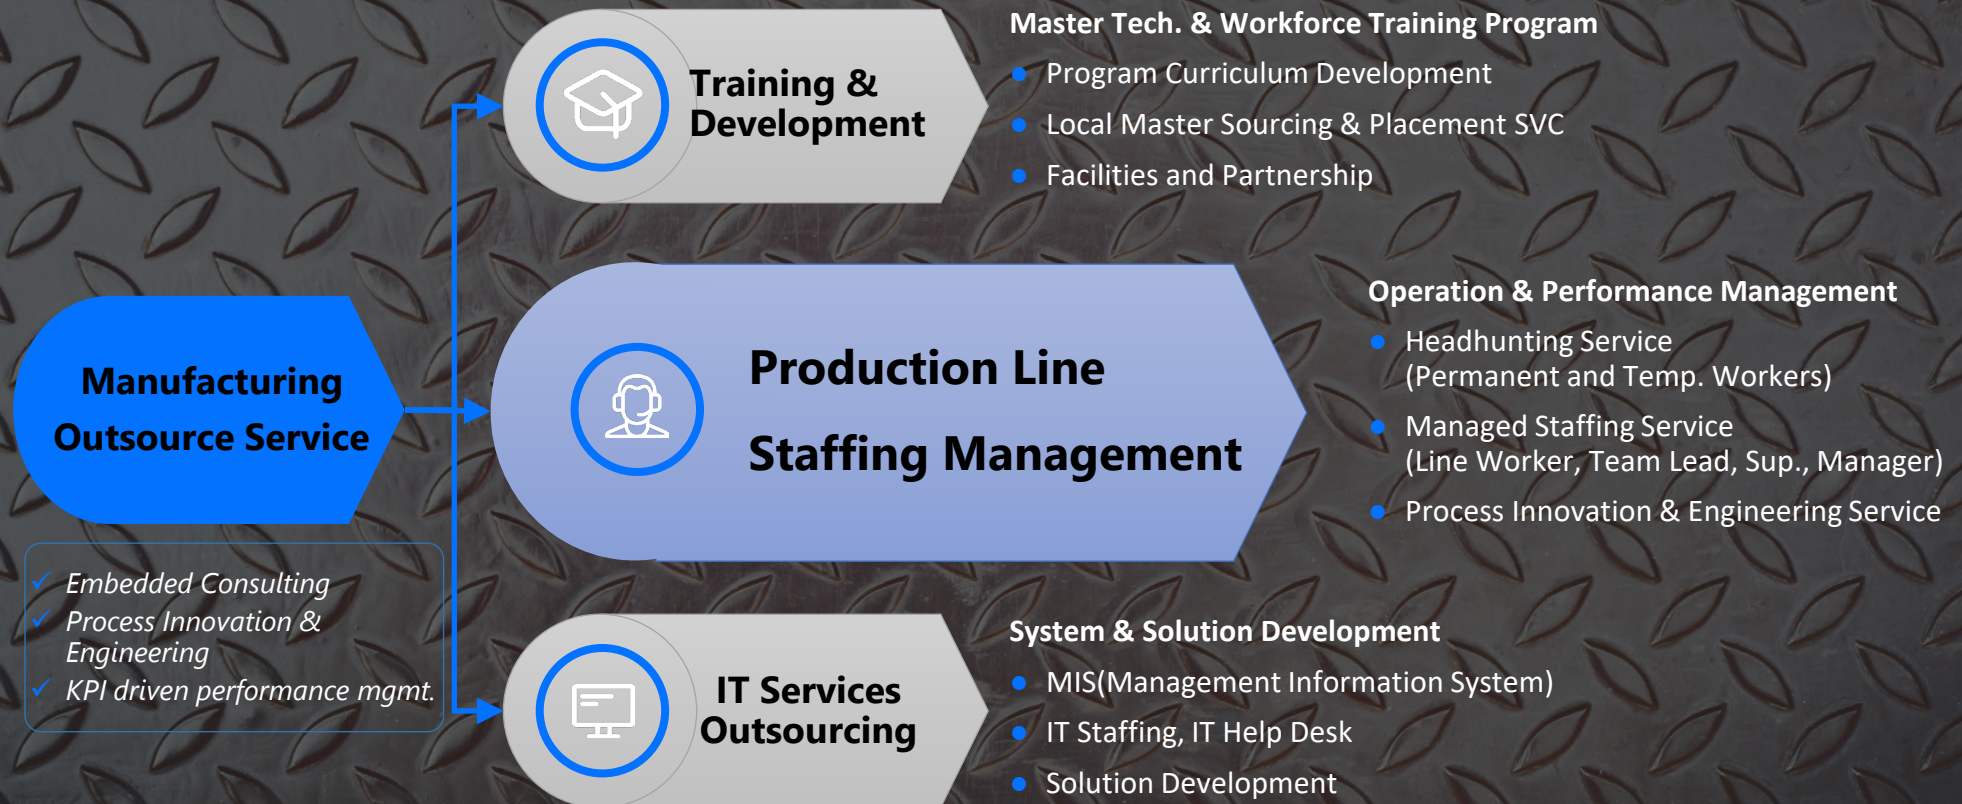 Manufacturing
Outsource Service
Embedded Consulting
Process Innovation &
Engineering
KPI driven performance mgmt.
Training &
Development
Master Tech. & Workforce Training Program
Program Curriculum Development
Local Master Sourcing & Placement SVC
Facilities and Partnership
Production Line
Staffing Management
Operation & Performance Management
Headhunting Service
(Permanent and Temp. Workers)
Managed Staffing Service
(Line Worker, Team Lead, Sup., Manager)
Process Innovation & Engineering Service
IT Services
Outsourcing
System & Solution Development
MIS(Management Information System)
IT Staffing, IT Help Desk
Solution Development